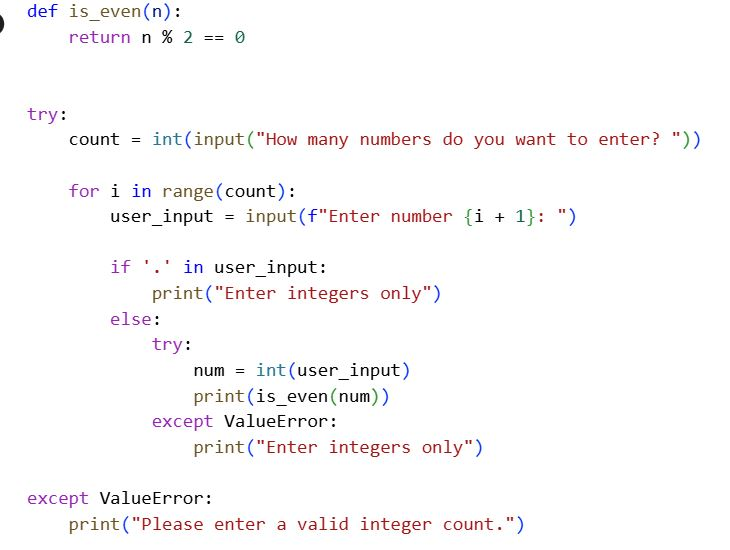 def is_even(n):
    return n % 2 == 0
try:
    count = int(input("How many numbers do you want to enter? "))
    for i in range(count):
        user_input = input(f"Enter number {i + 1}: ")
        if '.' in user_input:
            print("Enter integers only")
        else:
            try:
                num = int(user_input)
                print(is_even(num))
            except ValueError:
                print("Enter integers only")
except ValueError:
    print("Please enter a valid integer count.")